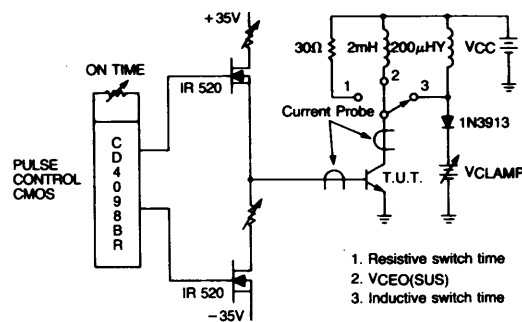 +35V
30Ω
2mH
200μHY
VCC
ON TIME
IR 520
1
2
3
Current Probe
1N3913
PULSE
CONTROL
CMOS
CD4098BR
T.U.T.
VCLAMP
IR 520
−35V
1. Resistive switch time
2. VCEO(SUS)
3. Inductive switch time